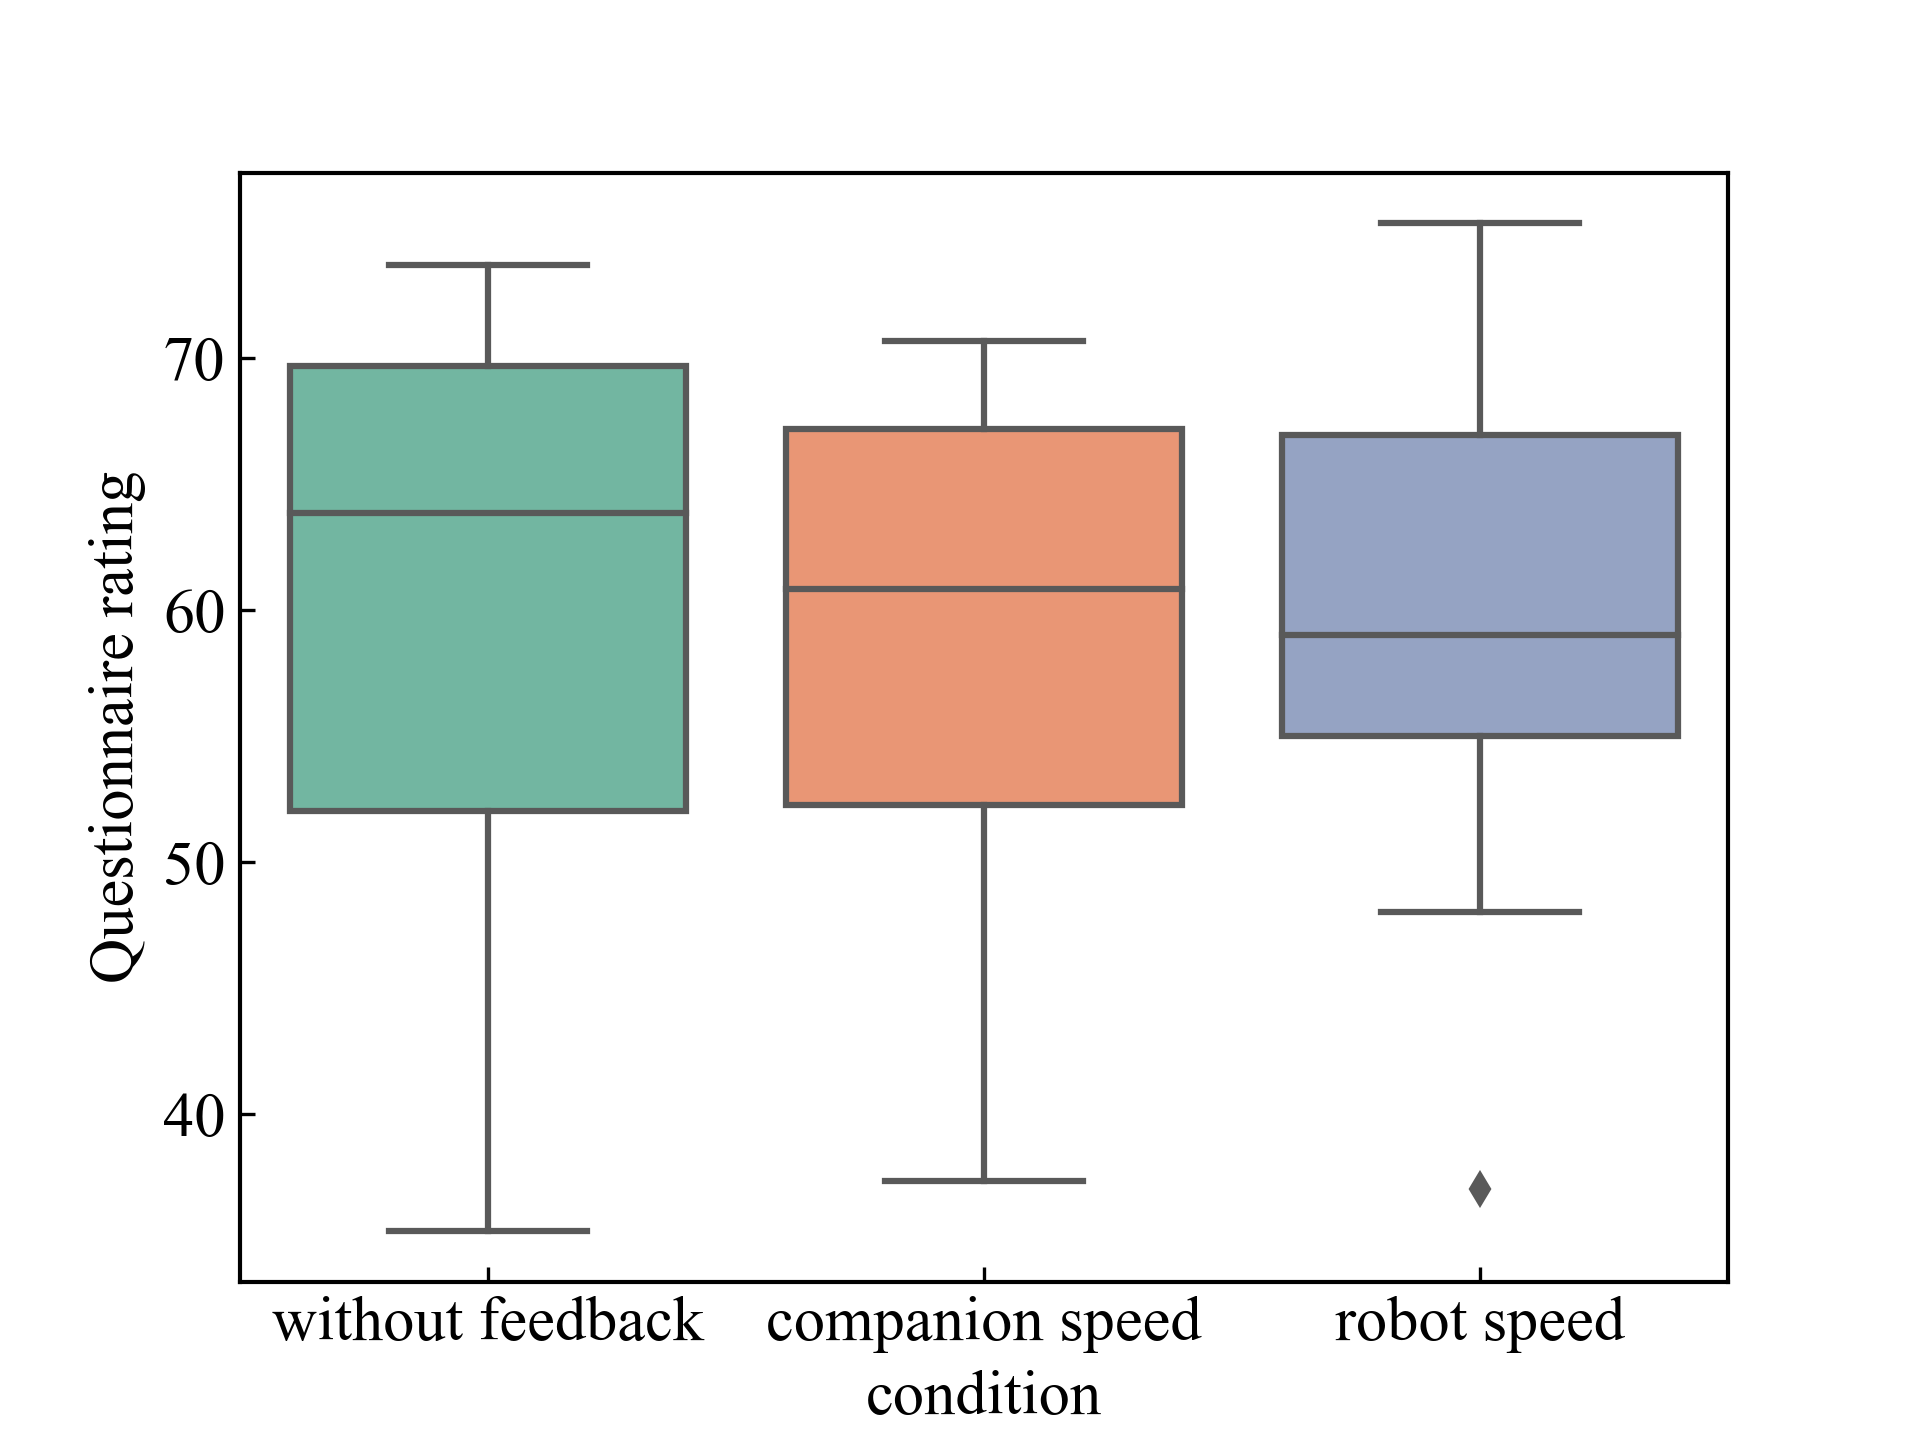 Questionnaire rating
70
60
50
40
without feedback companion speed robot speed
condition